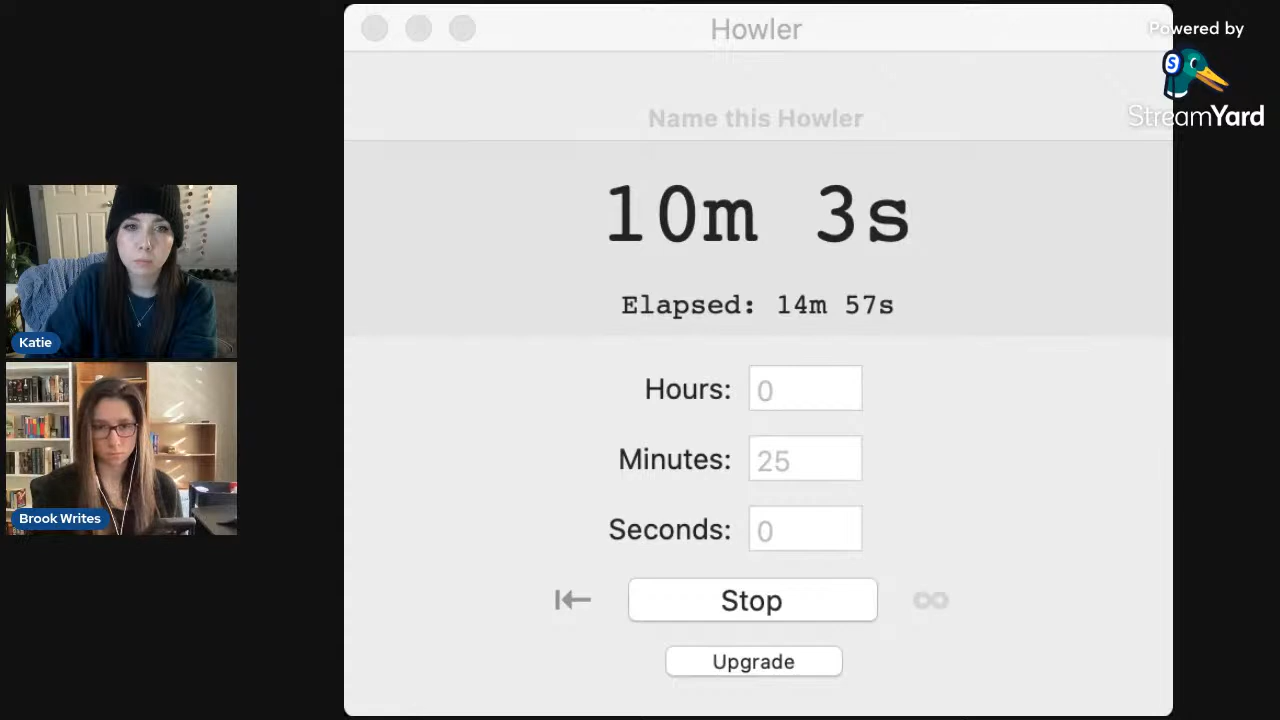 Howler
Powered by
S
StreamYard
Name this Howler
10m 3s
Elapsed: 14m 57s
Hours: 0
Minutes: 25
Seconds: 0
Stop
Upgrade
Katie
Brook Writes